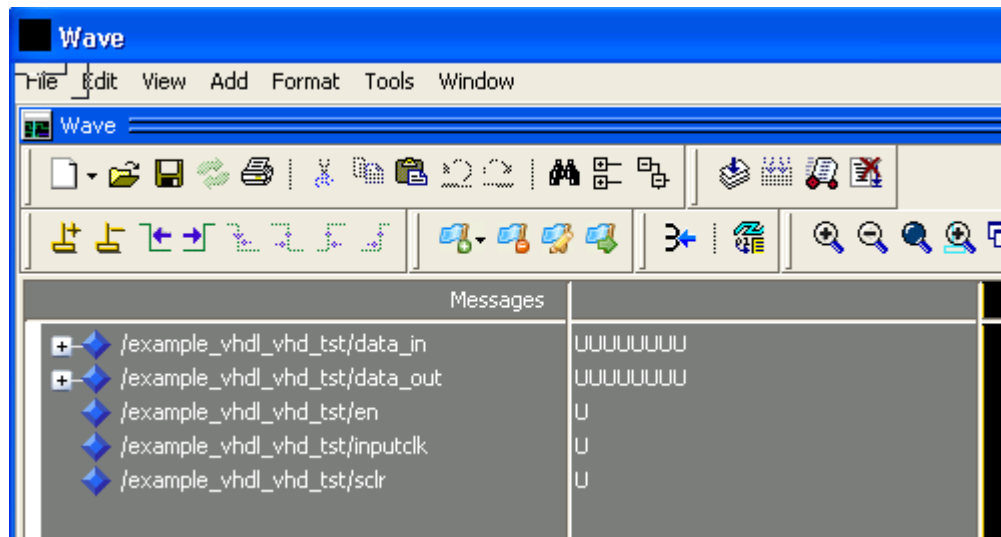 Wave
File Edit View Add Format Tools Window
Wave
Messages
/example_vhdl_vhd_tst/data_in UUUUUUUU
/example_vhdl_vhd_tst/data_out UUUUUUUU
/example_vhdl_vhd_tst/en U
/example_vhdl_vhd_tst/inputclk U
/example_vhdl_vhd_tst/sclr U